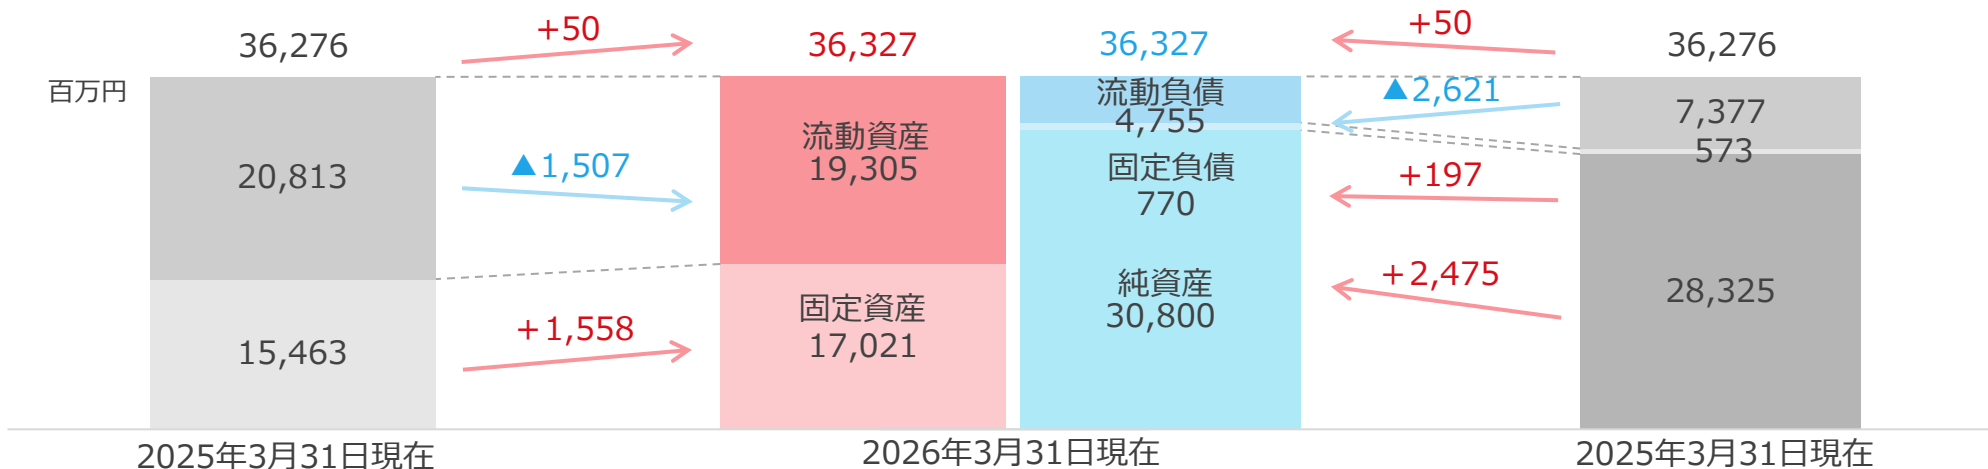 36,276
+50
36,327
36,327
+50
36,276
百万円
20,813
▲1,507
流動資産
19,305
流動負債
4,755
▲2,621
7,377
573
固定負債
770
+197
15,463
+1,558
固定資産
17,021
純資産
30,800
+2,475
28,325
2025年3月31日現在
2026年3月31日現在
2025年3月31日現在